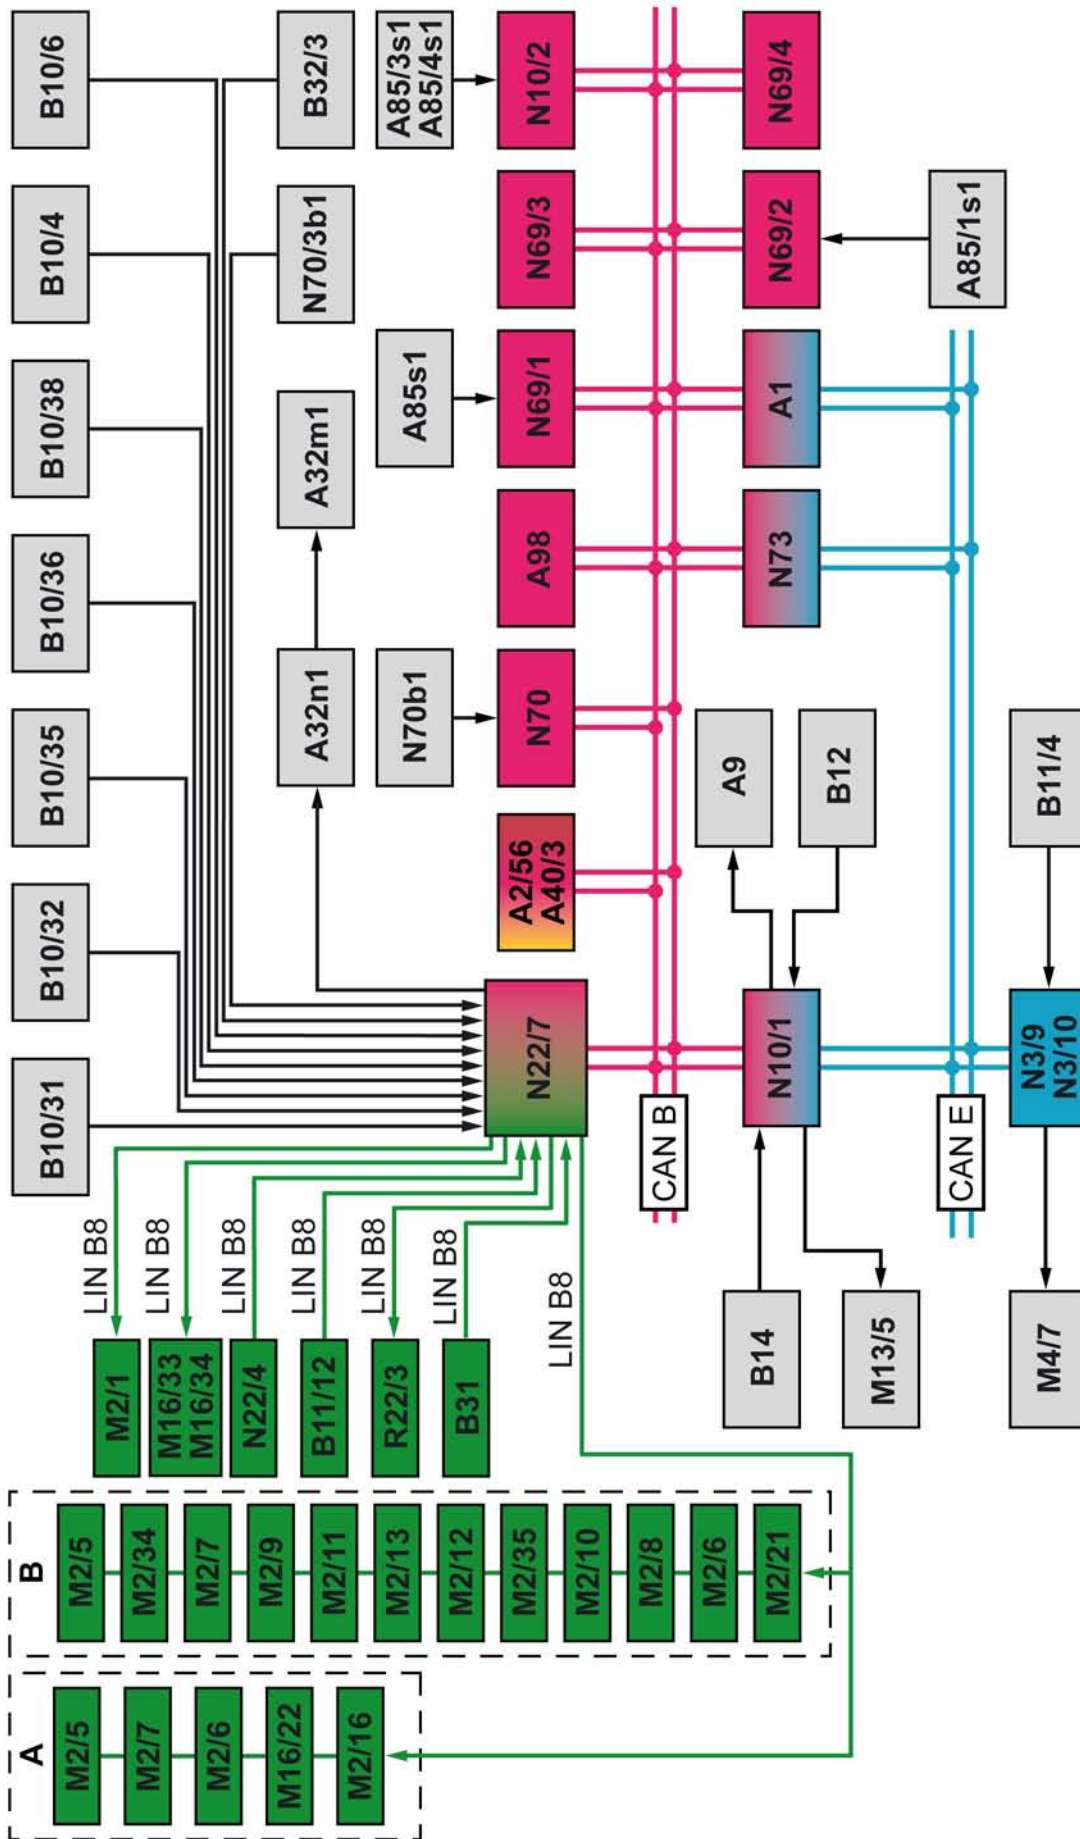 B10/6
B10/4
B10/38
B10/36
B10/35
B10/32
B10/31
B32/3
N70/3b1
A32m1
A32n1
A85/3s1
A85/4s1
A85s1
N70b1
N10/2
N69/3
N69/1
A98
N70
A2/56
A40/3
N22/7
CAN B
N69/4
N69/2
A1
N73
A9
B12
N10/1
A85/1s1
CAN E
B11/4
N3/9
N3/10
B14
M13/5
M4/7
LIN B8
LIN B8
LIN B8
LIN B8
LIN B8
LIN B8
LIN B8
M2/1
M16/33
M16/34
N22/4
B11/12
R22/3
B31
B
M2/5
M2/34
M2/7
M2/9
M2/11
M2/13
M2/12
M2/35
M2/10
M2/8
M2/6
M2/21
A
M2/5
M2/7
M2/6
M16/22
M2/16